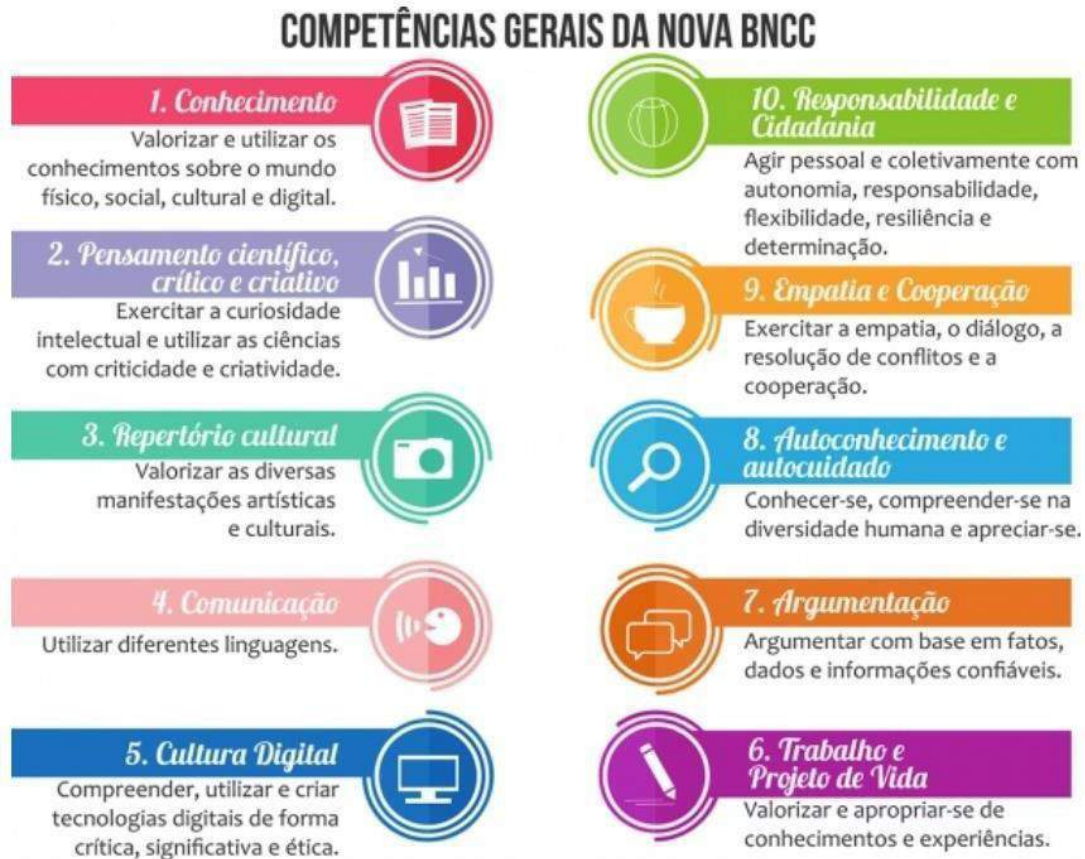 COMPETÊNCIAS GERAIS DA NOVA BNCC
1. Conhecimento
Valorizar e utilizar os
conhecimentos sobre o mundo
físico, social, cultural e digital.
2. Pensamento científico,
crítico e criativo
Exercitar a curiosidade
intelectual e utilizar as ciências
com criticidade e criatividade.
3. Repertório cultural
Valorizar as diversas
manifestações artísticas
e culturais.
4. Comunicação
Utilizar diferentes linguagens.
5. Cultura Digital
Compreender, utilizar e criar
tecnologias digitais de forma
crítica, significativa e ética.
10. Responsabilidade e
Cidadania
Agir pessoal e coletivamente com
autonomia, responsabilidade,
flexibilidade, resiliência e
determinação.
9. Empatia e Cooperação
Exercitar a empatia, o diálogo, a
resolução de conflitos e a
cooperação.
8. Autoconhecimento e
autocuidado
Conhecer-se, compreender-se na
diversidade humana e apreciar-se.
7. Argumentação
Argumentar com base em fatos,
dados e informações confiáveis.
6. Trabalho e
Projeto de Vida
Valorizar e apropriar-se de
conhecimentos e experiências.